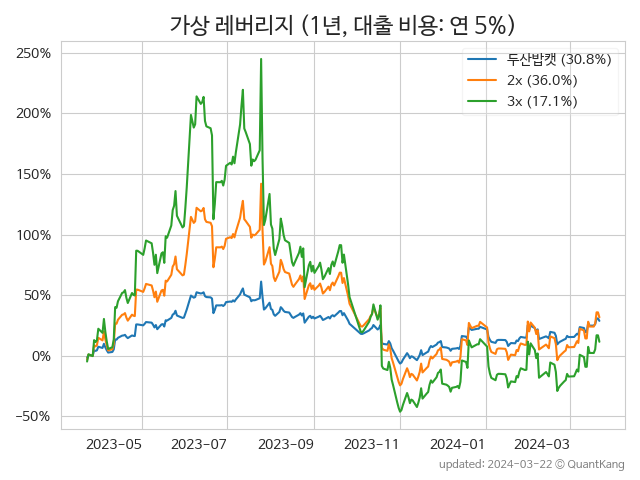 가상 레버리지 (1년, 대출 비용: 연 5%)
250%
200%
150%
100%
50%
0%
−50%
두산밥캣 (30.8%)
2x (36.0%)
3x (17.1%)
2023-05
2023-07
2023-09
2023-11
2024-01
2024-03
updated: 2024-03-22 © QuantKang